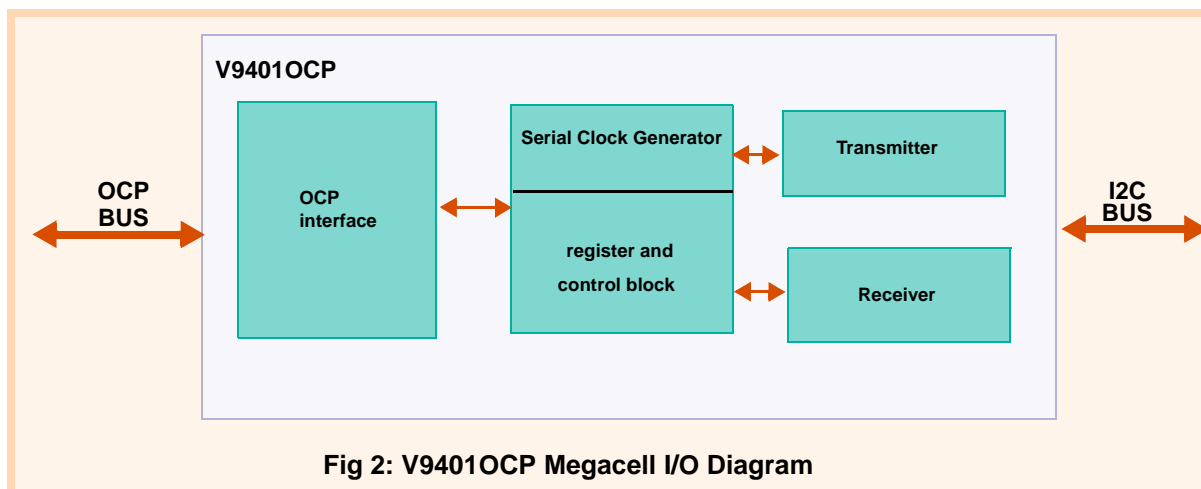 V9401OCP
OCP
BUS
OCP
interface
Serial Clock Generator
register and
control block
Transmitter
Receiver
I2C
BUS
Fig 2: V9401OCP Megacell I/O Diagram